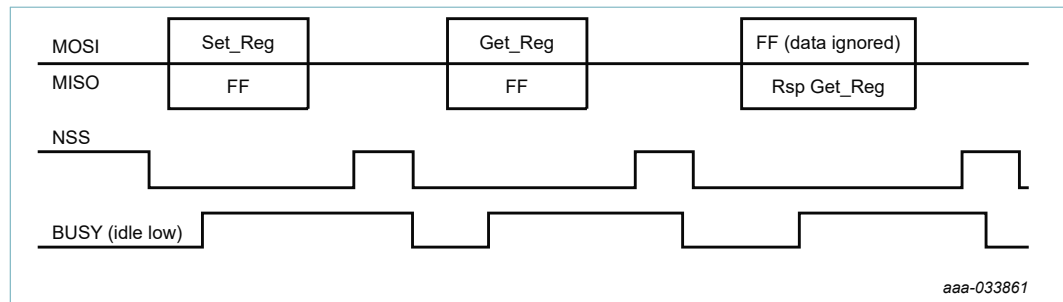 MOSI Set_Reg Get_Reg FF (data ignored)
MISO FF FF Rsp Get_Reg
NSS
BUSY (idle low)
aaa-033861